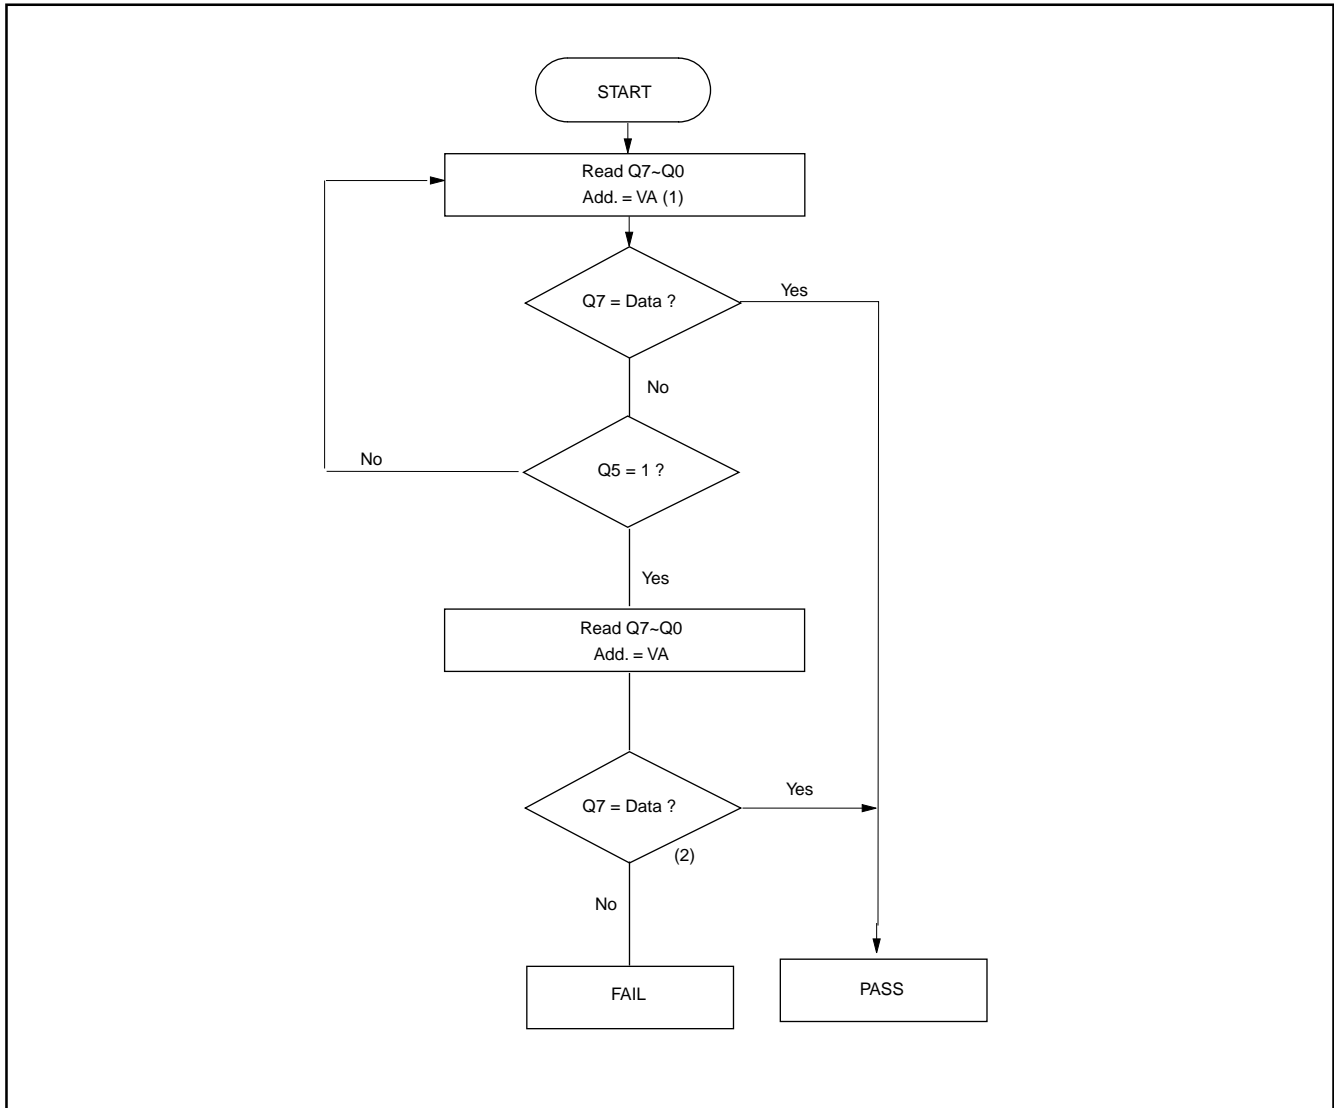 START
Read Q7~Q0
Add. = VA (1)
Q7 = Data ?
Yes
No
Q5 = 1 ?
No
Yes
Read Q7~Q0
Add. = VA
Q7 = Data ?
Yes
(2)
No
FAIL
PASS